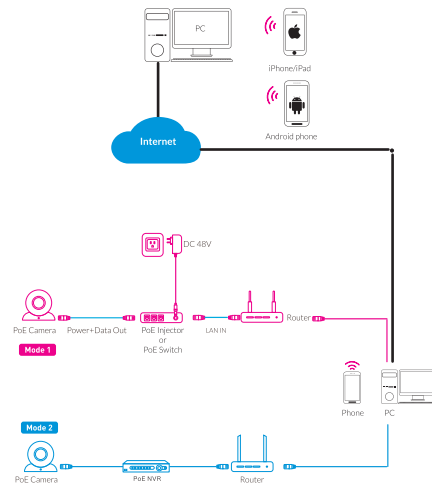 PC
iPhone/iPad
Android phone
Internet
DC 48V
Router
PoE Camera
Power+Data Out
PoE Injector
or
PoE Switch
LAN IN
Mode 1
Phone
PC
Mode 2
PoE Camera
PoE NVR
Router